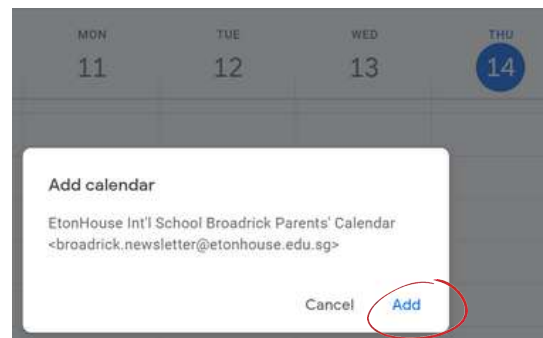 MON TUE WED THU
11 12 13 14
Add calendar
EtonHouse Int'l School Broadrick Parents' Calendar
<broadrick.newsletter@etonhouse.edu.sg>
Cancel Add